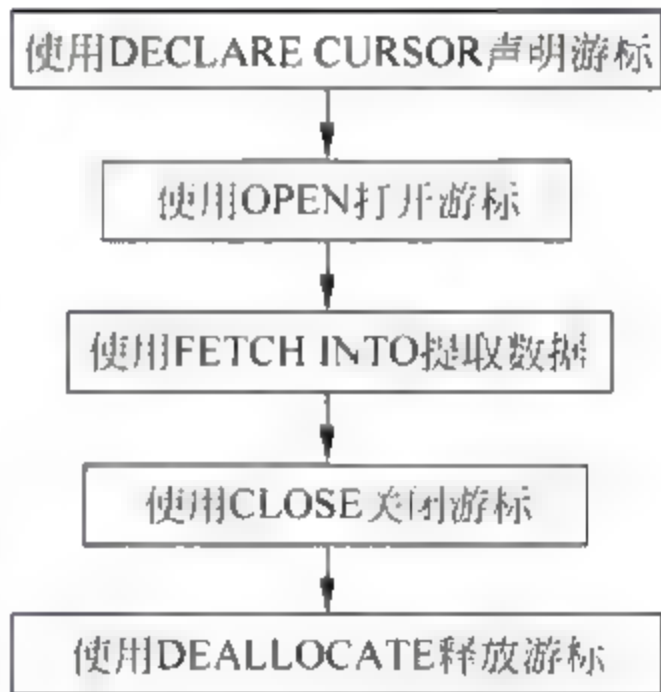 使用DECLARE CURSOR声明游标
使用OPEN打开游标
使用FETCH INTO提取数据
使用CLOSE关闭游标
使用DEALLOCATE释放游标